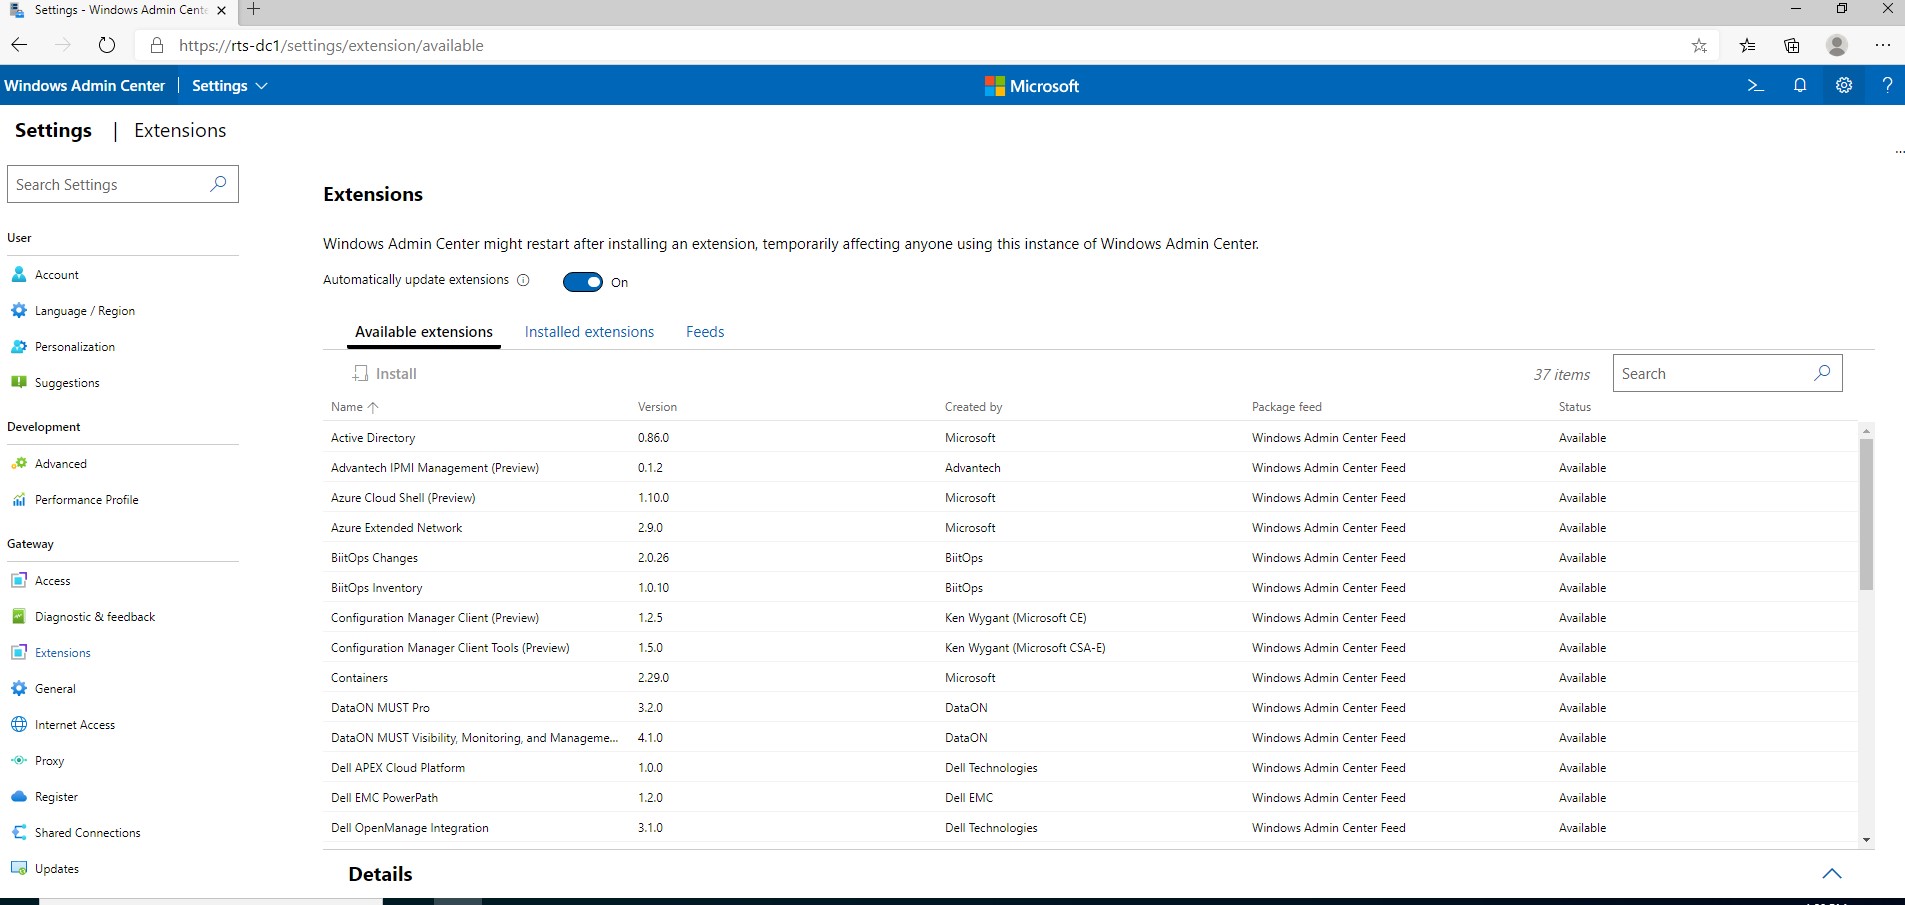 Settings - Windows Admin Cente
https://rts-dc1/settings/extension/available
Windows Admin Center | Settings
Microsoft
Settings | Extensions
Search Settings
User
Account
Language / Region
Personalization
Suggestions
Development
Advanced
Performance Profile
Gateway
Access
Diagnostic & feedback
Extensions
General
Internet Access
Proxy
Register
Shared Connections
Updates
Extensions
Windows Admin Center might restart after installing an extension, temporarily affecting anyone using this instance of Windows Admin Center.
Automatically update extensions On
Available extensions Installed extensions Feeds
Install 37 items Search
Name Version Created by Package feed Status
Active Directory 0.86.0 Microsoft Windows Admin Center Feed Available
Advantech IPMI Management (Preview) 0.1.2 Advantech Windows Admin Center Feed Available
Azure Cloud Shell (Preview) 1.10.0 Microsoft Windows Admin Center Feed Available
Azure Extended Network 2.9.0 Microsoft Windows Admin Center Feed Available
BiitOps Changes 2.0.26 BiitOps Windows Admin Center Feed Available
BiitOps Inventory 1.0.10 BiitOps Windows Admin Center Feed Available
Configuration Manager Client (Preview) 1.2.5 Ken Wygant (Microsoft CE) Windows Admin Center Feed Available
Configuration Manager Client Tools (Preview) 1.5.0 Ken Wygant (Microsoft CSA-E) Windows Admin Center Feed Available
Containers 2.29.0 Microsoft Windows Admin Center Feed Available
DataON MUST Pro 3.2.0 DataON Windows Admin Center Feed Available
DataON MUST Visibility, Monitoring, and Manageme... 4.1.0 DataON Windows Admin Center Feed Available
Dell APEX Cloud Platform 1.0.0 Dell Technologies Windows Admin Center Feed Available
Dell EMC PowerPath 1.2.0 Dell EMC Windows Admin Center Feed Available
Dell OpenManage Integration 3.1.0 Dell Technologies Windows Admin Center Feed Available
Details